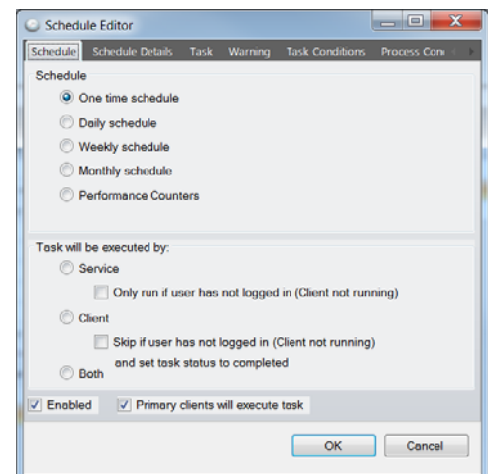 Schedule Editor
Schedule Schedule Details Task Warning Task Conditions Process Con
Schedule
One time schedule
Daily schedule
Weekly schedule
Monthly schedule
Performance Counters
Task will be executed by:
Service
Only run if user has not logged in (Client not running)
Client
Skip if user has not logged in (Client not running)
and set task status to completed
Both
Enabled Primary clients will execute task
OK Cancel